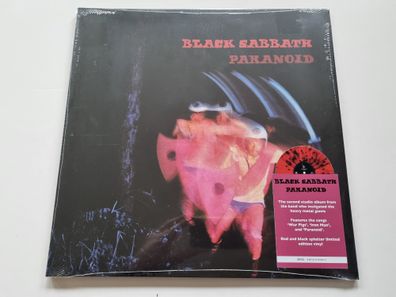 BLACK SABBATH
PARANOID
BLACK SABBATH
PARANOID
The second studio album from
the band who instigated the
heavy metal genre
Features the songs
"War Pigs", "Iron Man",
and "Paranoid".
Red and black splatter limited
edition vinyl